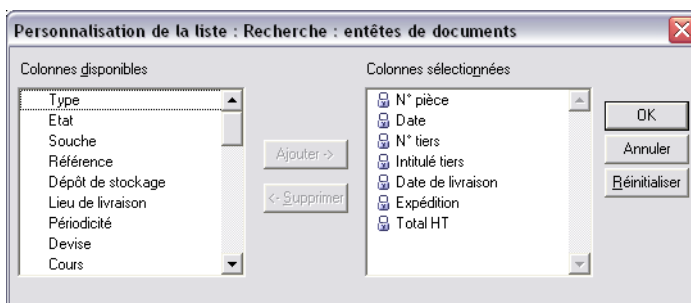 Personnalisation de la liste : Recherche : entêtes de documents
Colonnes disponibles
Type
Etat
Souche
Référence
Dépôt de stockage
Lieu de livraison
Périodicité
Devise
Cours
Ajouter ->
<- Supprimer
Colonnes sélectionnées
N° pièce
Date
N° tiers
Intitulé tiers
Date de livraison
Expédition
Total HT
OK
Annuler
Réinitialiser